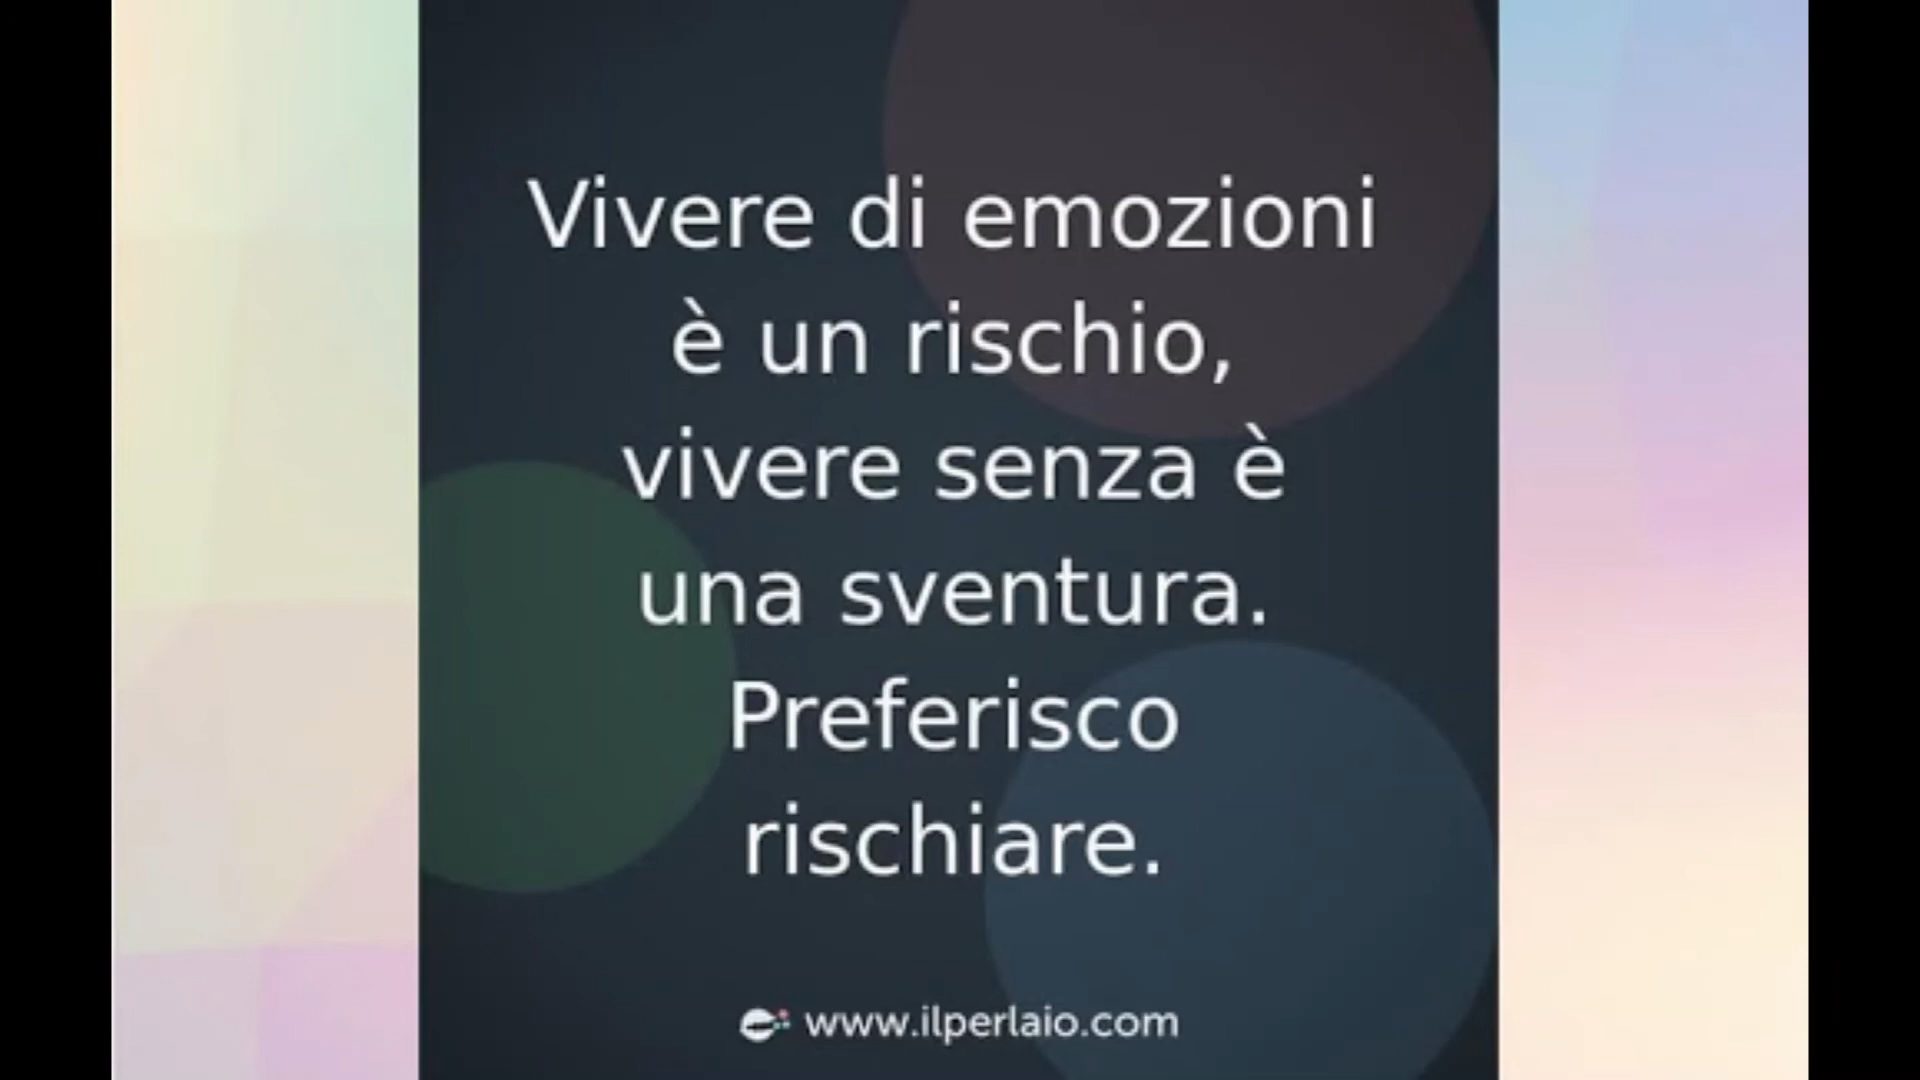 Vivere di emozioni
è un rischio,
vivere senza è
una sventura.
Preferisco
rischiare.
www.ilperlaio.com